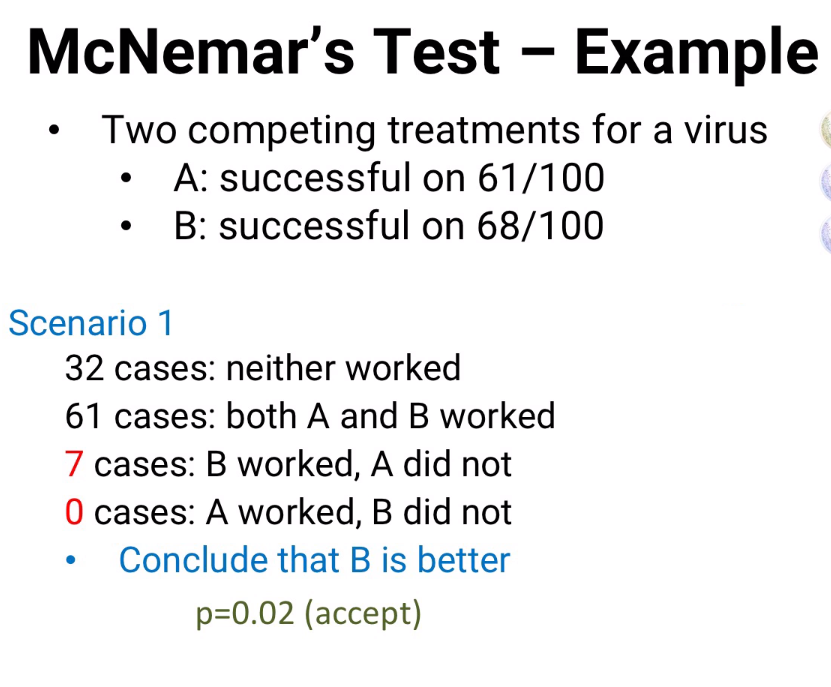 McNemar's Test – Example
• Two competing treatments for a virus
• A: successful on 61/100
• B: successful on 68/100
Scenario 1
32 cases: neither worked
61 cases: both A and B worked
7 cases: B worked, A did not
0 cases: A worked, B did not
• Conclude that B is better
p=0.02 (accept)